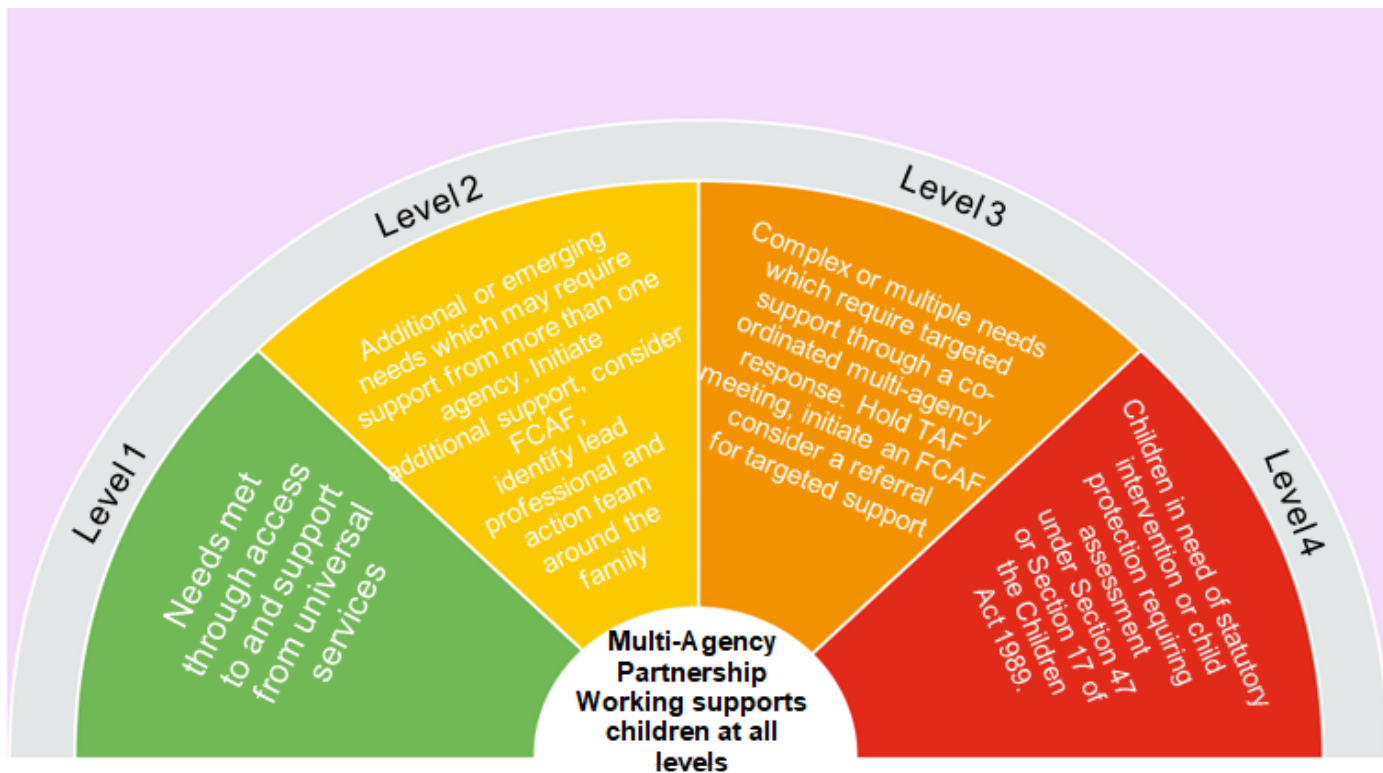 Level 1
Needs met
through access
to and support
from universal
services
Level 2
Additional or emerging
needs which may require
support from more than one
agency. Initiate
additional support, consider
FCAF,
identify lead
professional and
action team
around the
family
Level 3
Complex or multiple needs
which require targeted
support through a co-
ordinated multi-agency
response. Hold TAF
meeting, initiate an FCAF
consider a referral
for targeted support
Level 4
Children in need of statutory
intervention or child
protection requiring
assessment
under Section 47
or Section 17 of
the Children
Act 1989.
Multi-Agency
Partnership
Working supports
children at all
levels